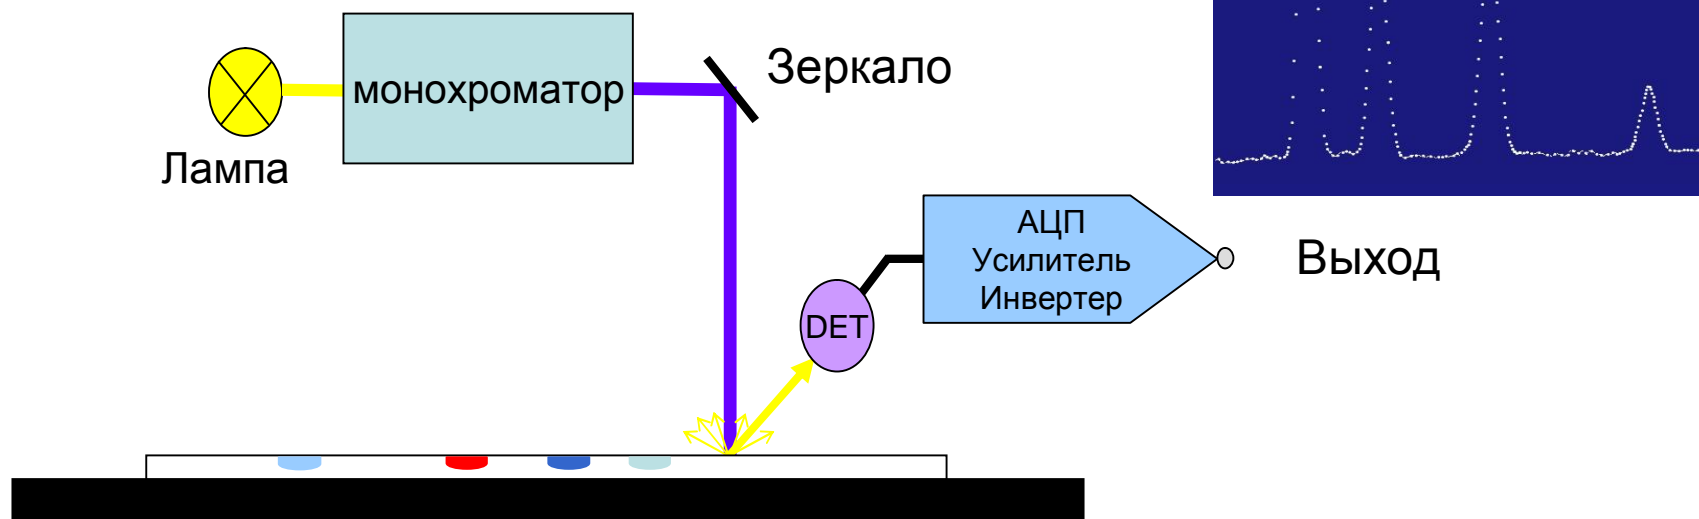 Зеркало
монохроматор
Лампа
АЦП
Усилитель
Инвертер
Выход
DET